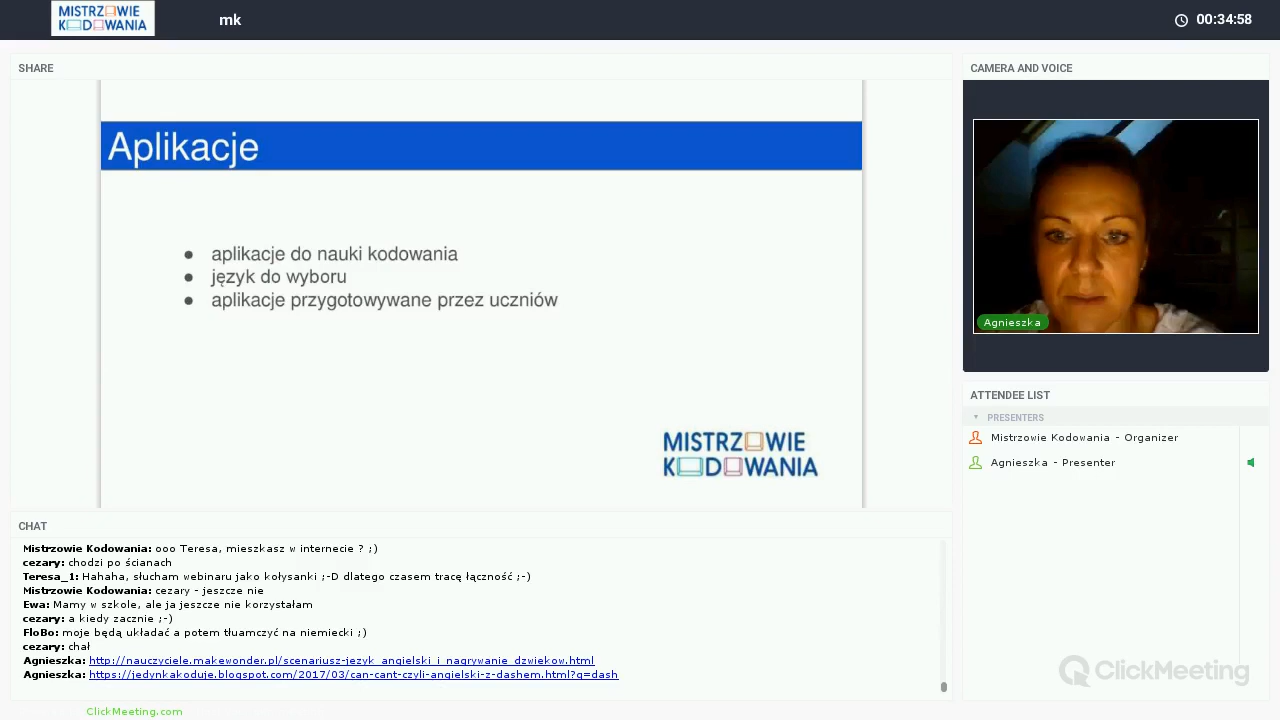 MISTRZOWIE
KODOWANIA
mk
00:34:58
SHARE
Aplikacje
● aplikacje do nauki kodowania
● język do wyboru
● aplikacje przygotowywane przez uczniów
MISTRZOWIE
KODOWANIA
CAMERA AND VOICE
Agnieszka
ATTENDEE LIST
PRESENTERS
Mistrzowie Kodowania - Organizer
Agnieszka - Presenter
CHAT
Mistrzowie Kodowania: ooo Teresa, mieszkasz w internecie ? ;)
cezary: chodzi po ścianach
Teresa_1: Hahaha, słucham webinaru jako kołysanki ;-D dlatego czasem tracę łączność ;-)
Mistrzowie Kodowania: cezary - jeszcze nie
Ewa: Mamy w szkole, ale ja jeszcze nie korzystałam
cezary: a kiedy zacznie ;-)
FloBo: moje będą układać a potem tłuamczyć na niemiecki ;)
cezary: chał
Agnieszka: http://nauczyciele.makewonder.pl/scenariusz-jezyk_angielski_i_nagrywanie_dzwiekow.html
Agnieszka: https://jedynkakoduje.blogspot.com/2017/03/can-cant-czyli-angielski-z-dashem.html?q=dash
ClickMeeting
ClickMeeting.com